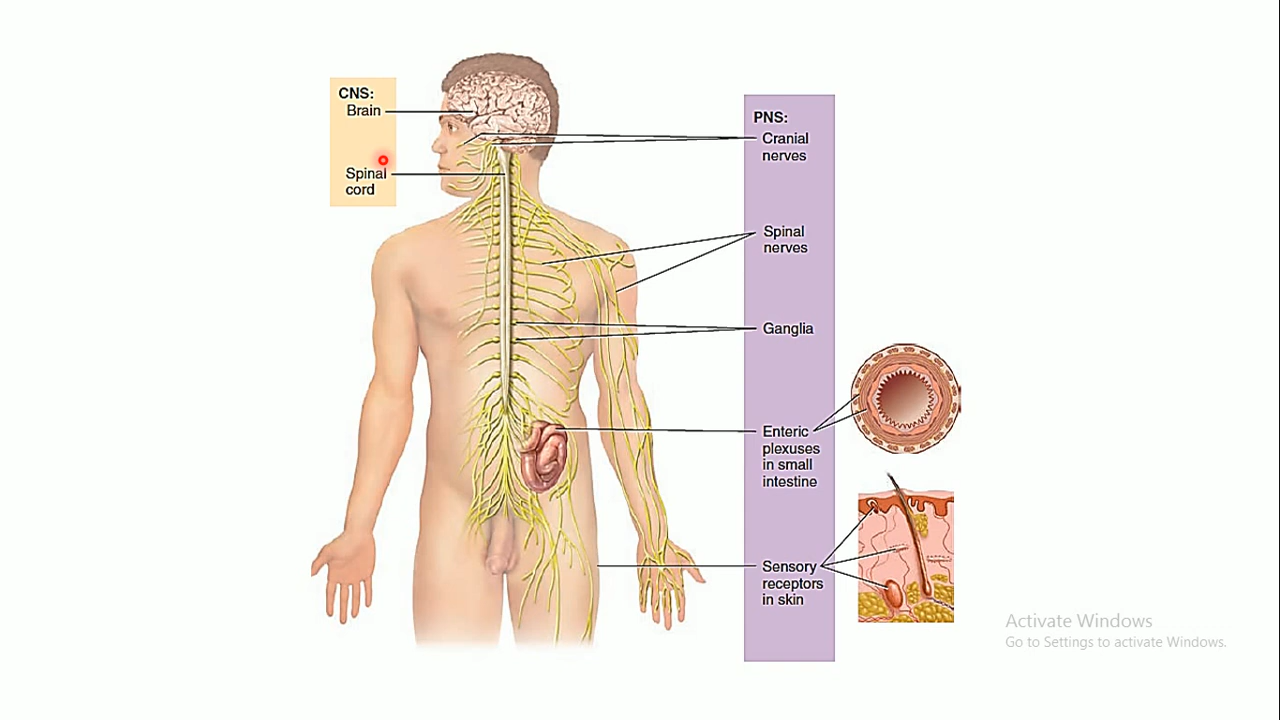 CNS:
Brain
Spinal
cord
PNS:
Cranial
nerves
Spinal
nerves
Ganglia
Enteric
plexuses
in small
intestine
Sensory
receptors
in skin
Activate Windows
Go to Settings to activate Windows.